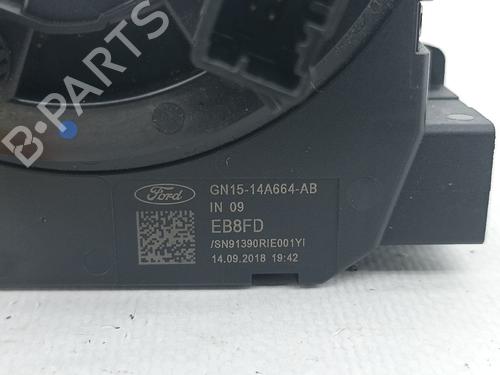 B-PARTS
Ford
GN15-14A664-AB
IN 09
EB8FD
/SN91390RIE001YI
14.09.2018 19:42